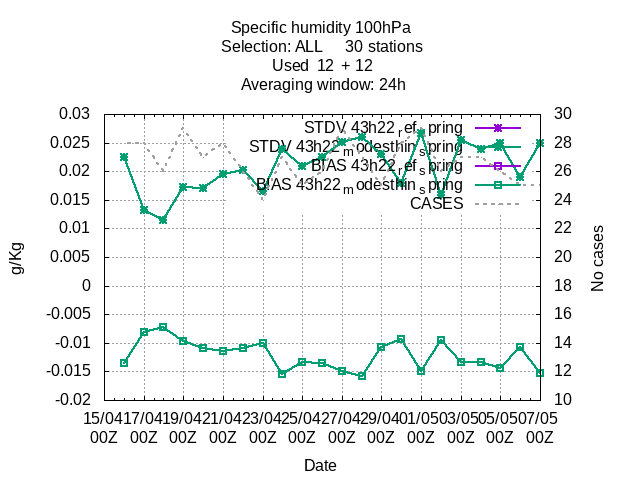 Specific humidity 100hPa
Selection: ALL 30 stations
Used 12 + 12
Averaging window: 24h
0.03 30
STDV 43h22_ref_spring
0.025 28
STDV 43h22_modesthin_spring
BIAS 43h22_ref_spring
0.02 26
BIAS 43h22_modesthin_spring
0.015 24
CASES
0.01 22
0.005 20
0 18
-0.005 16
-0.01 14
-0.015 12
-0.02 10
g/Kg
No cases
15/04 17/04 19/04 21/04 23/04 25/04 27/04 29/04 01/05 03/05 05/05 07/05
00Z 00Z 00Z 00Z 00Z 00Z 00Z 00Z 00Z 00Z 00Z 00Z
Date